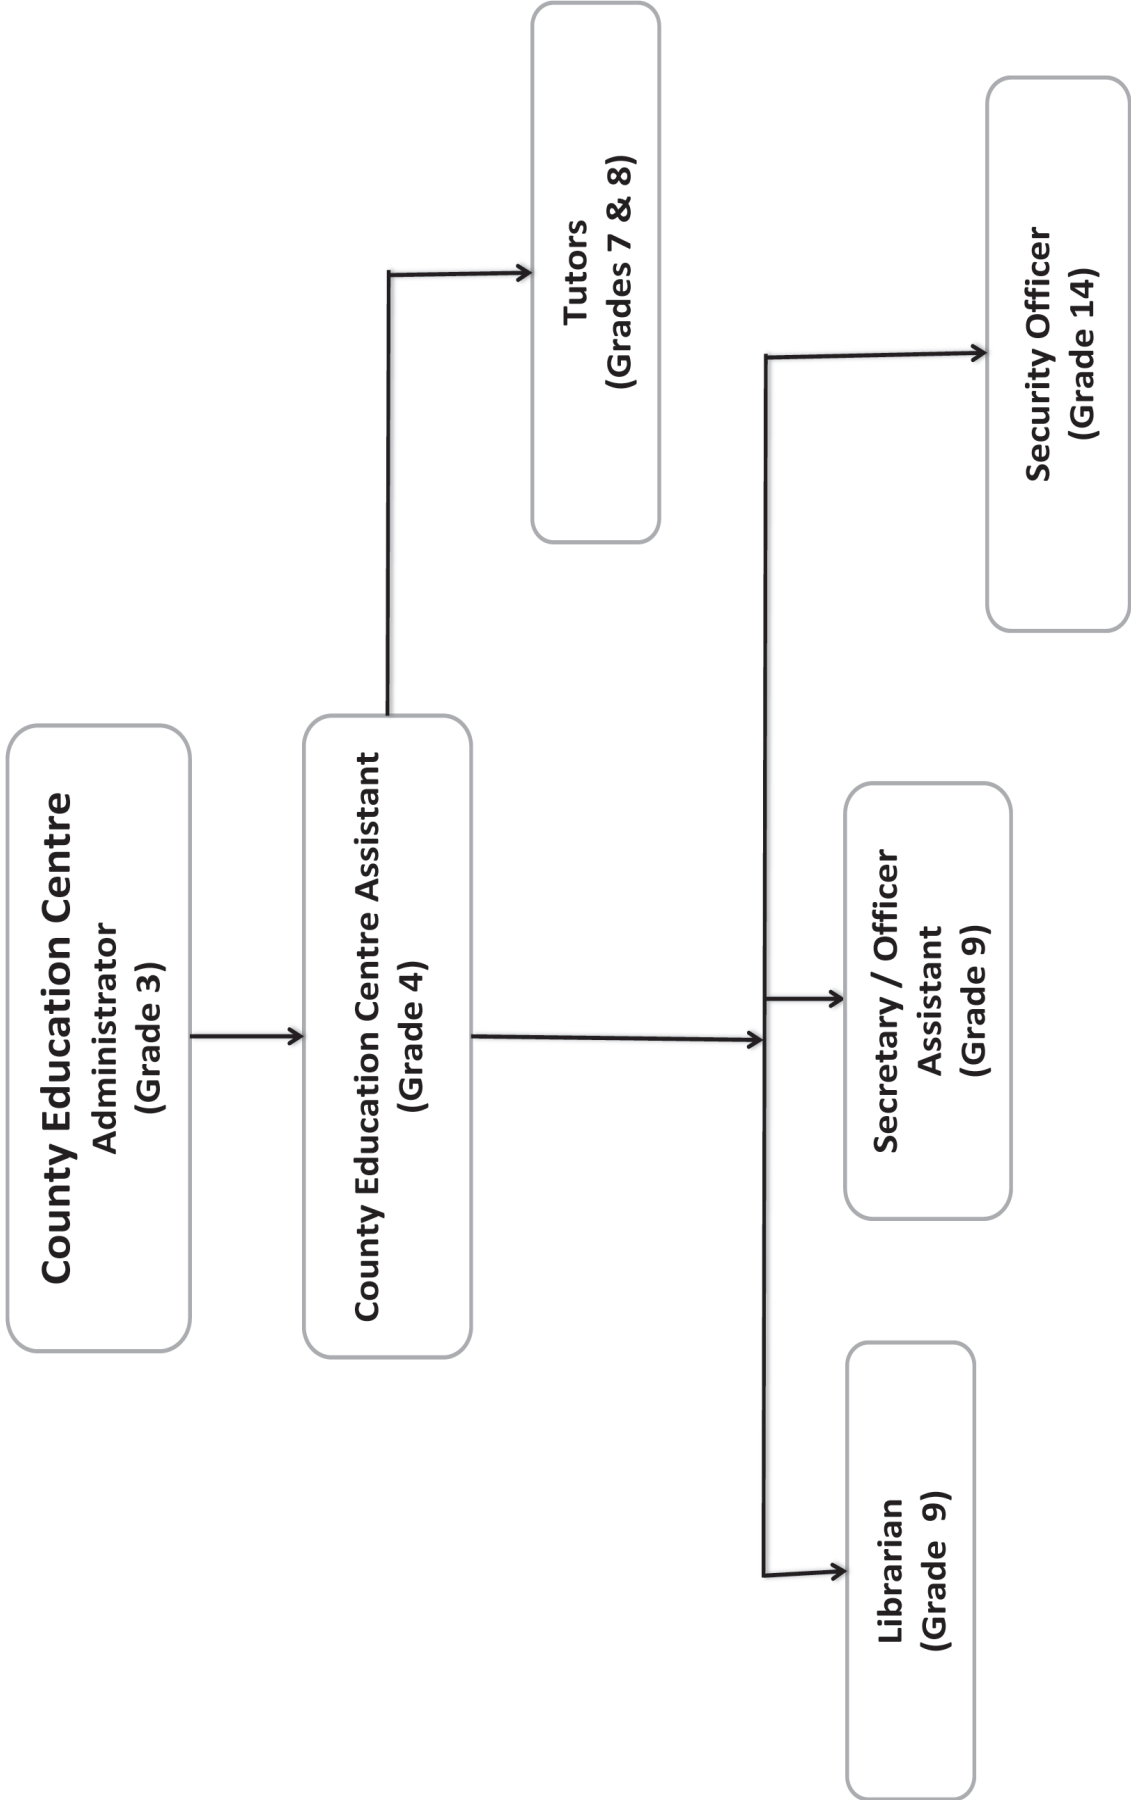 County Education Centre
Administrator
(Grade 3)
County Education Centre Assistant
(Grade 4)
Tutors
(Grades 7 & 8)
Librarian
(Grade 9)
Secretary / Officer
Assistant
(Grade 9)
Security Officer
(Grade 14)